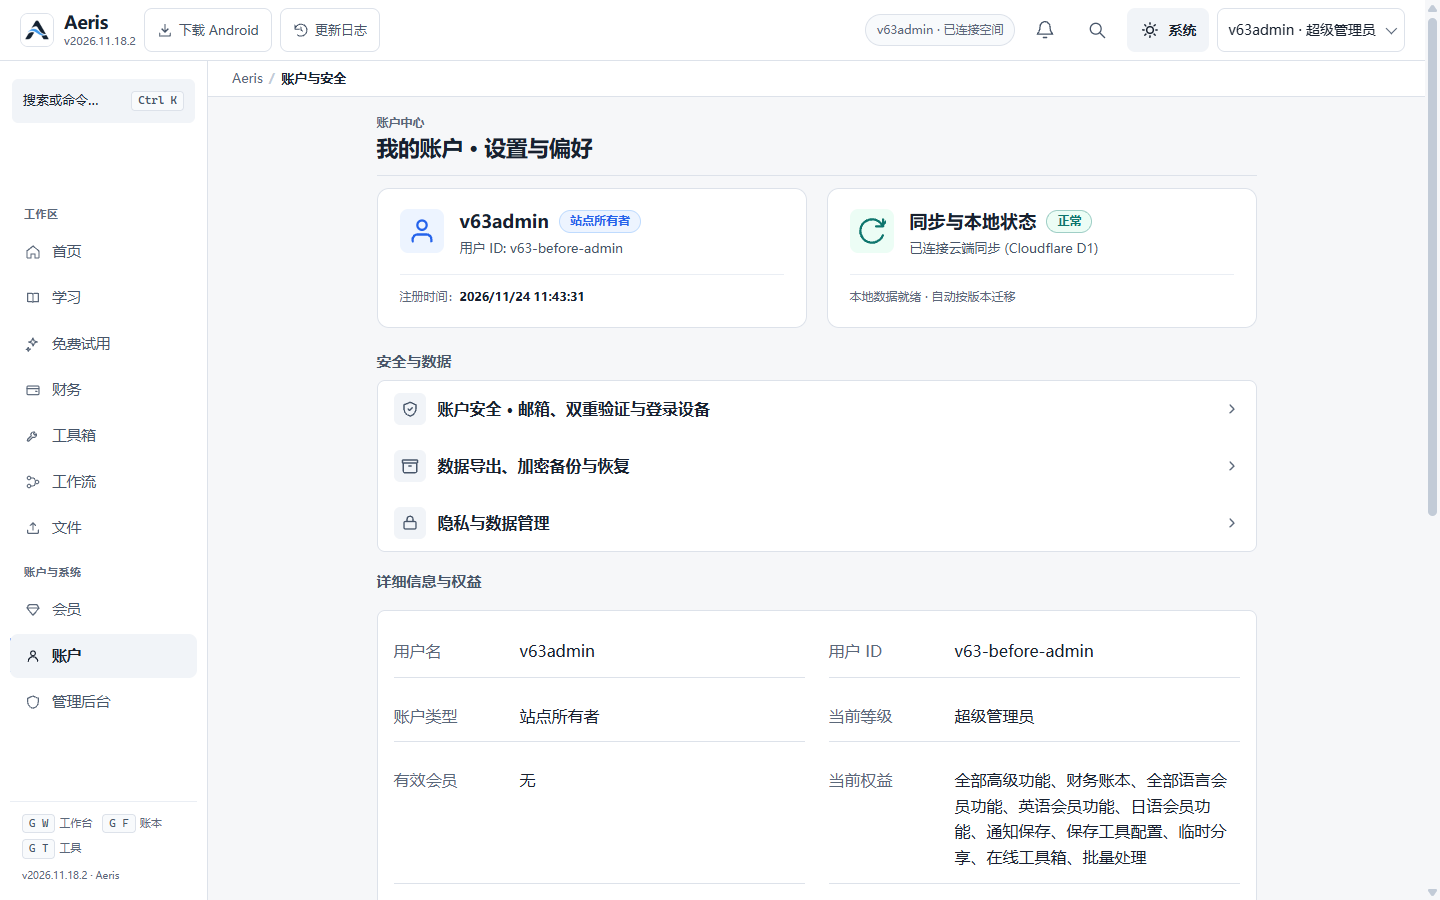 Aeris
v2026.11.18.2
下载 Android
更新日志
v63admin · 已连接空间
系统
v63admin · 超级管理员
搜索或命令...
Ctrl K
Aeris / 账户与安全
工作区
首页
学习
免费试用
财务
工具箱
工作流
文件
账户与系统
会员
账户
管理后台
G W 工作台 G F 账本
G T 工具
v2026.11.18.2 · Aeris
账户中心
我的账户 • 设置与偏好
v63admin 站点所有者
用户 ID: v63-before-admin
注册时间: 2026/11/24 11:43:31
同步与本地状态 正常
已连接云端同步 (Cloudflare D1)
本地数据就绪 · 自动按版本迁移
安全与数据
账户安全 • 邮箱、双重验证与登录设备
数据导出、加密备份与恢复
隐私与数据管理
详细信息与权益
用户名 v63admin
用户 ID v63-before-admin
账户类型 站点所有者
当前等级 超级管理员
有效会员 无
当前权益 全部高级功能、财务账本、全部语言会
员功能、英语会员功能、日语会员功
能、通知保存、保存工具配置、临时分
享、在线工具箱、批量处理